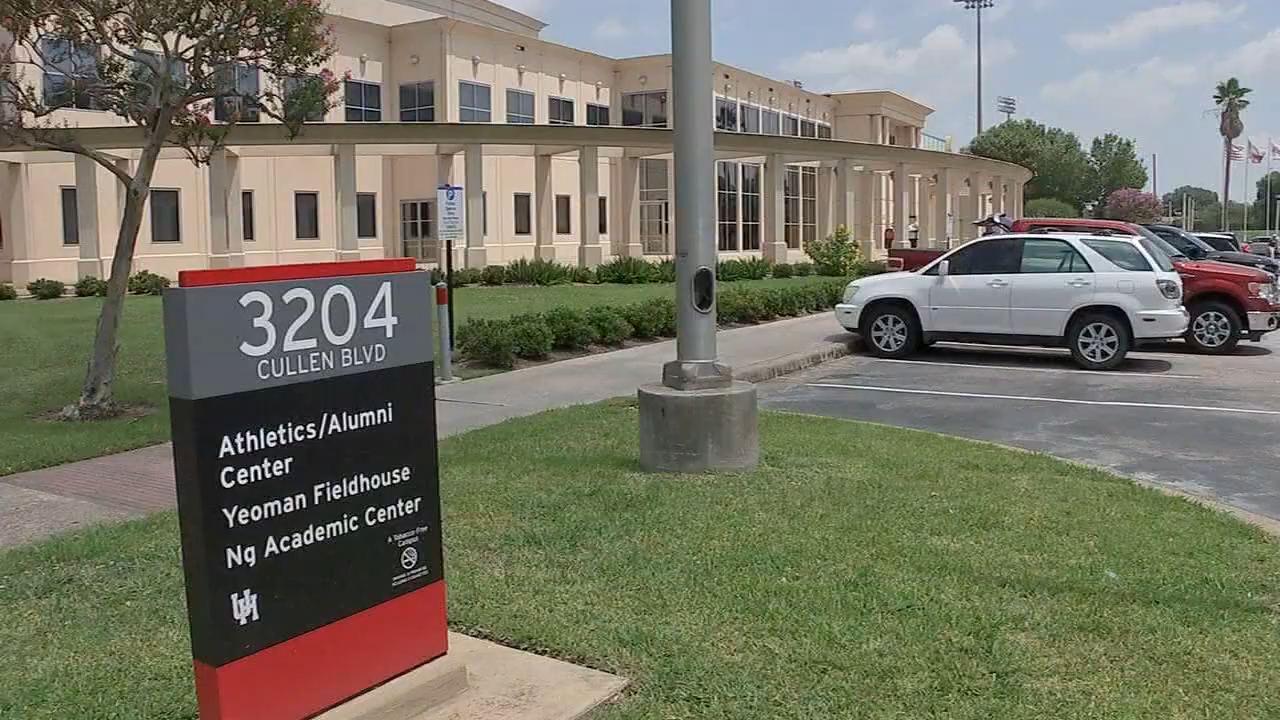 3204
CULLEN BLVD
Athletics/Alumni
Center
Yeoman Fieldhouse
Ng Academic Center
A Tobacco Free
Campus
UH